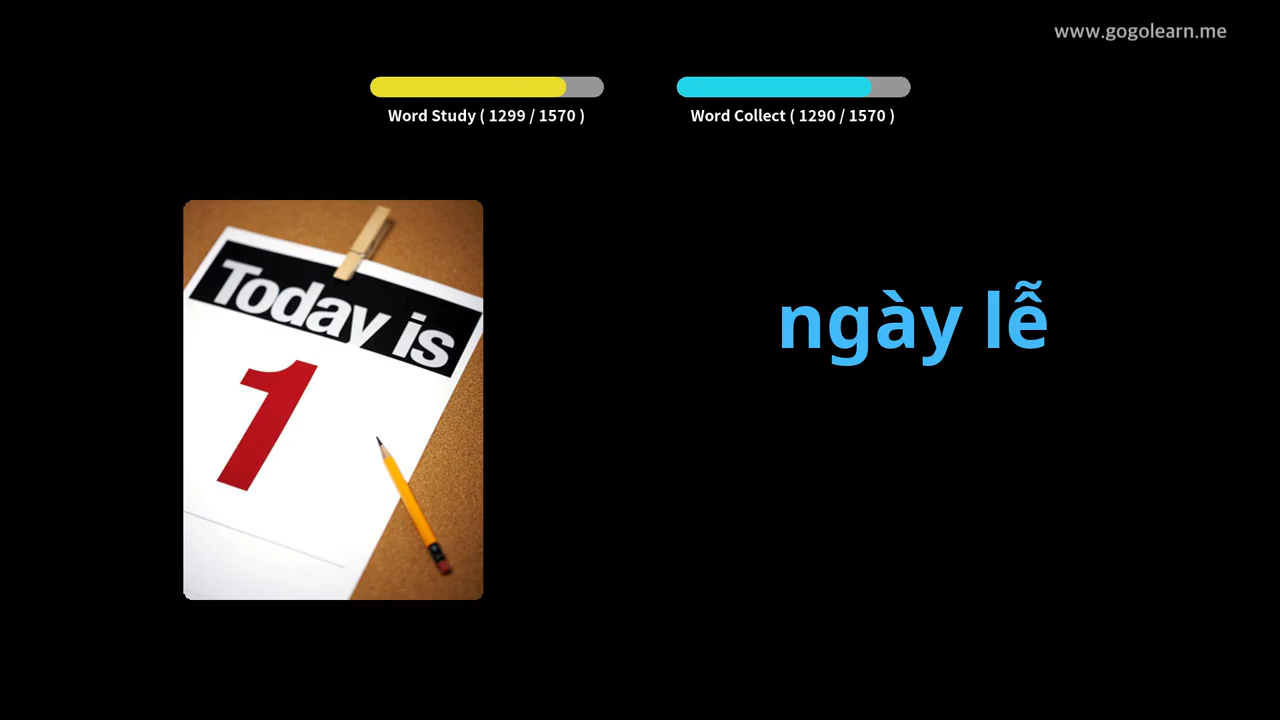 www.gogolearn.me
Word Study ( 1299 / 1570 )
Word Collect ( 1290 / 1570 )
Today is
1
ngày lễ